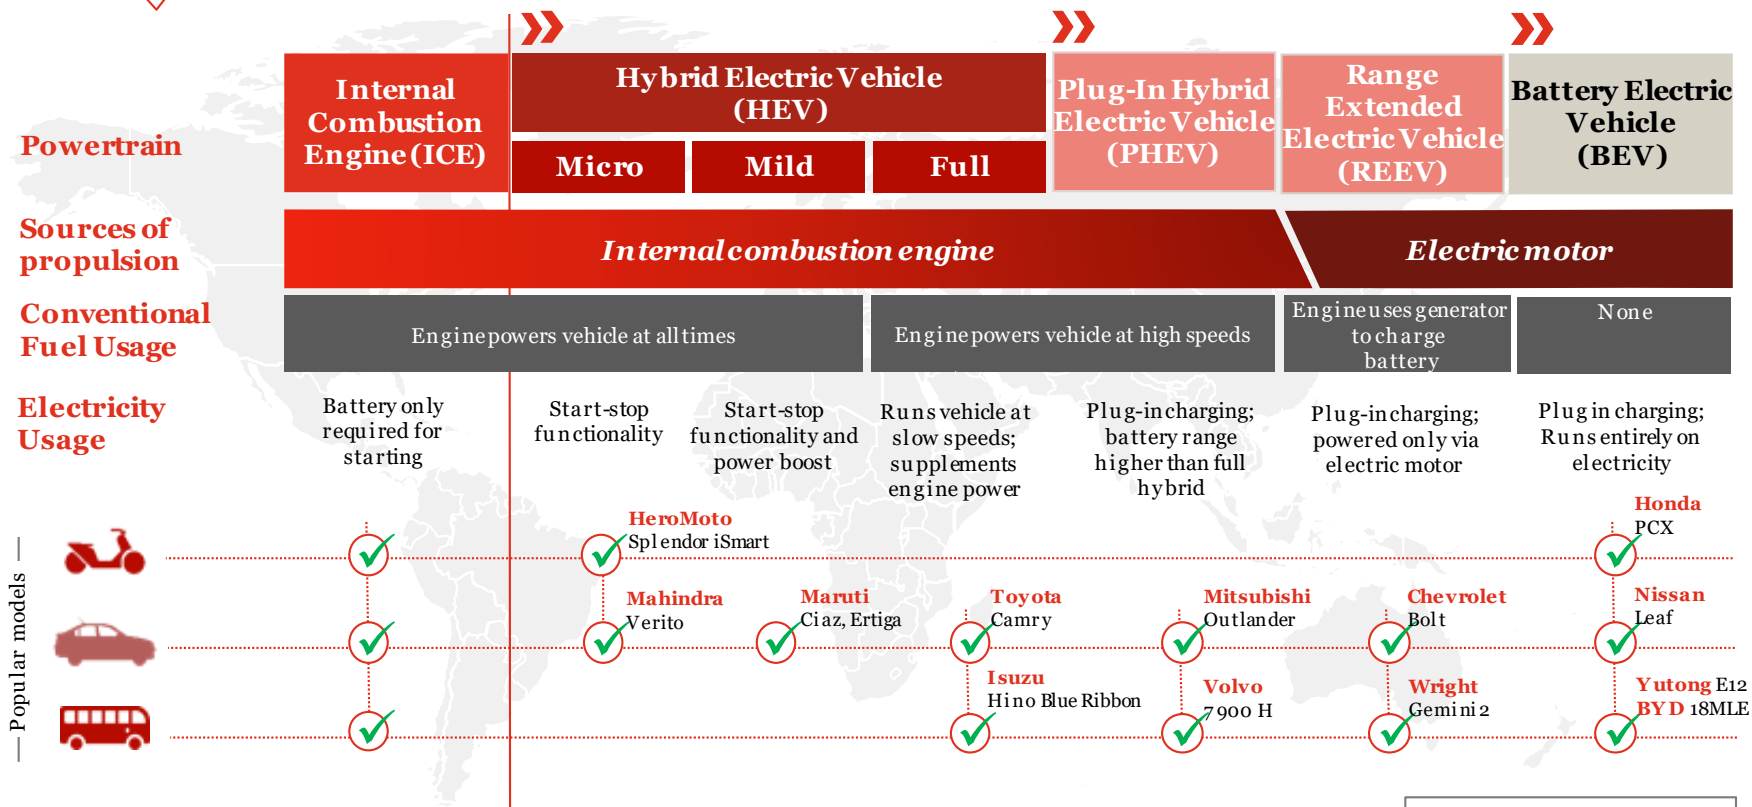 Powertrain
Internal
Combustion
Engine (ICE)
Hybrid Electric Vehicle
(HEV)
Micro
Mild
Full
Plug-In Hybrid
Electric Vehicle
(PHEV)
Range
Extended
Electric Vehicle
(REEV)
Battery Electric
Vehicle
(BEV)
Sources of
propulsion
Internal combustion engine
Electric motor
Conventional
Fuel Usage
Engine powers vehicle at all times
Engine powers vehicle at high speeds
Engine uses generator
to charge
battery
None
Electricity
Usage
Battery only
required for
starting
Start-stop
functionality
Start-stop
functionality and
power boost
Runs vehicle at
slow speeds;
supplements
engine power
Plug-in charging;
battery range
higher than full
hybrid
Plug-in charging;
powered only via
electric motor
Plug in charging;
Runs entirely on
electricity
Popular models
HeroMoto
Splendor iSmart
Honda
PCX
Mahindra
Verito
Maruti
Ciaz, Ertiga
Toyota
Camry
Mitsubishi
Outlander
Chevrolet
Bolt
Nissan
Leaf
Isuzu
Hino Blue Ribbon
Volvo
7900 H
Wright
Gemini 2
Yutong E12
BYD 18MLE